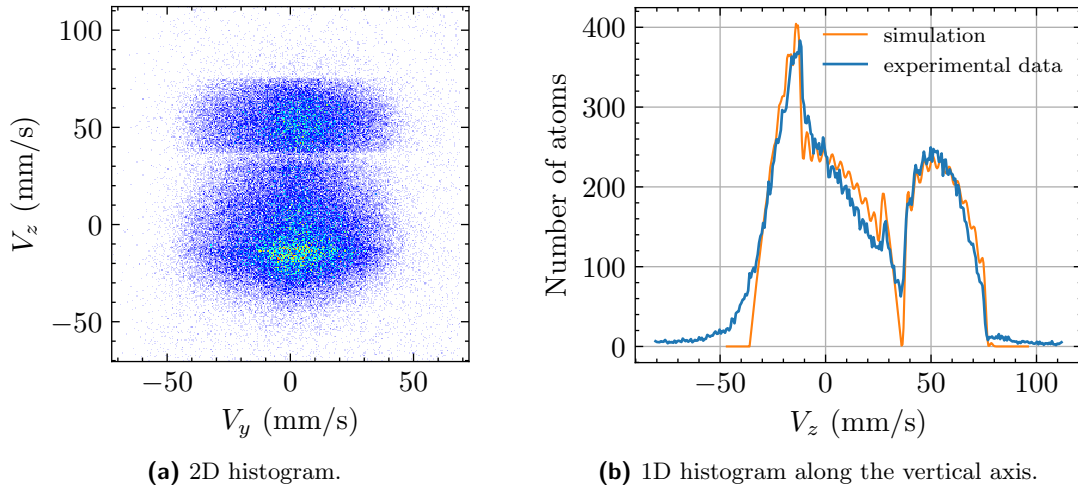 100
50
0
−50
V_z (mm/s)
−50
0
50
V_y (mm/s)
(a) 2D histogram.
400
300
200
100
0
Number of atoms
simulation
experimental data
−50
0
50
100
V_z (mm/s)
(b) 1D histogram along the vertical axis.